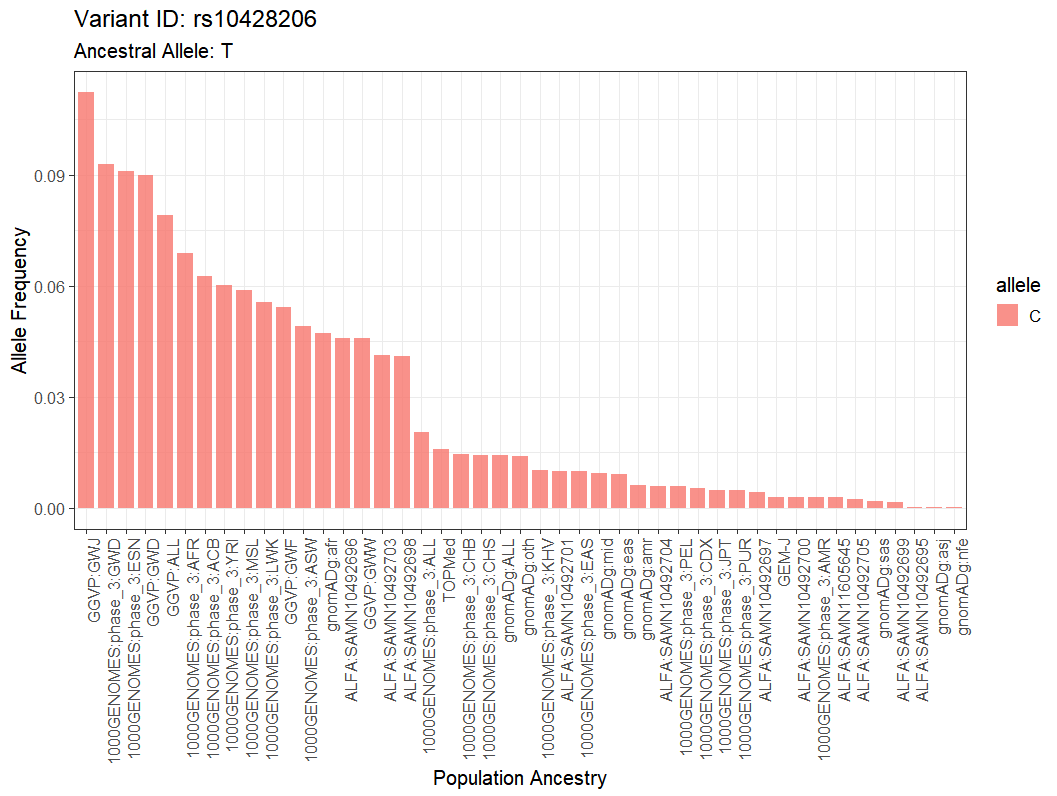 Variant ID: rs10428206
Ancestral Allele: T
Allele Frequency
0.09
0.06
0.03
0.00
allele
C
GGVP:GWJ
1000GENOMES:phase_3:GWD
1000GENOMES:phase_3:ESN
GGVP:GWD
GGVP:ALL
1000GENOMES:phase_3:AFR
1000GENOMES:phase_3:ACB
1000GENOMES:phase_3:YRI
1000GENOMES:phase_3:MSL
1000GENOMES:phase_3:LWK
GGVP:GWF
1000GENOMES:phase_3:ASW
gnomADg:afr
ALFA:SAMN10492696
GGVP:GWW
ALFA:SAMN10492703
ALFA:SAMN10492698
1000GENOMES:phase_3:ALL
TOPMed
1000GENOMES:phase_3:CHB
1000GENOMES:phase_3:CHS
gnomADg:ALL
gnomADg:oth
1000GENOMES:phase_3:KHV
ALFA:SAMN10492701
1000GENOMES:phase_3:EAS
gnomADg:mid
gnomADg:eas
gnomADg:amr
ALFA:SAMN10492704
1000GENOMES:phase_3:PEL
1000GENOMES:phase_3:CDX
1000GENOMES:phase_3:JPT
1000GENOMES:phase_3:PUR
ALFA:SAMN10492697
GEM-J
ALFA:SAMN10492700
1000GENOMES:phase_3:AMR
ALFA:SAMN11605645
ALFA:SAMN10492705
gnomADg:sas
ALFA:SAMN10492699
ALFA:SAMN10492695
gnomADg:asj
gnomADg:nfe
Population Ancestry